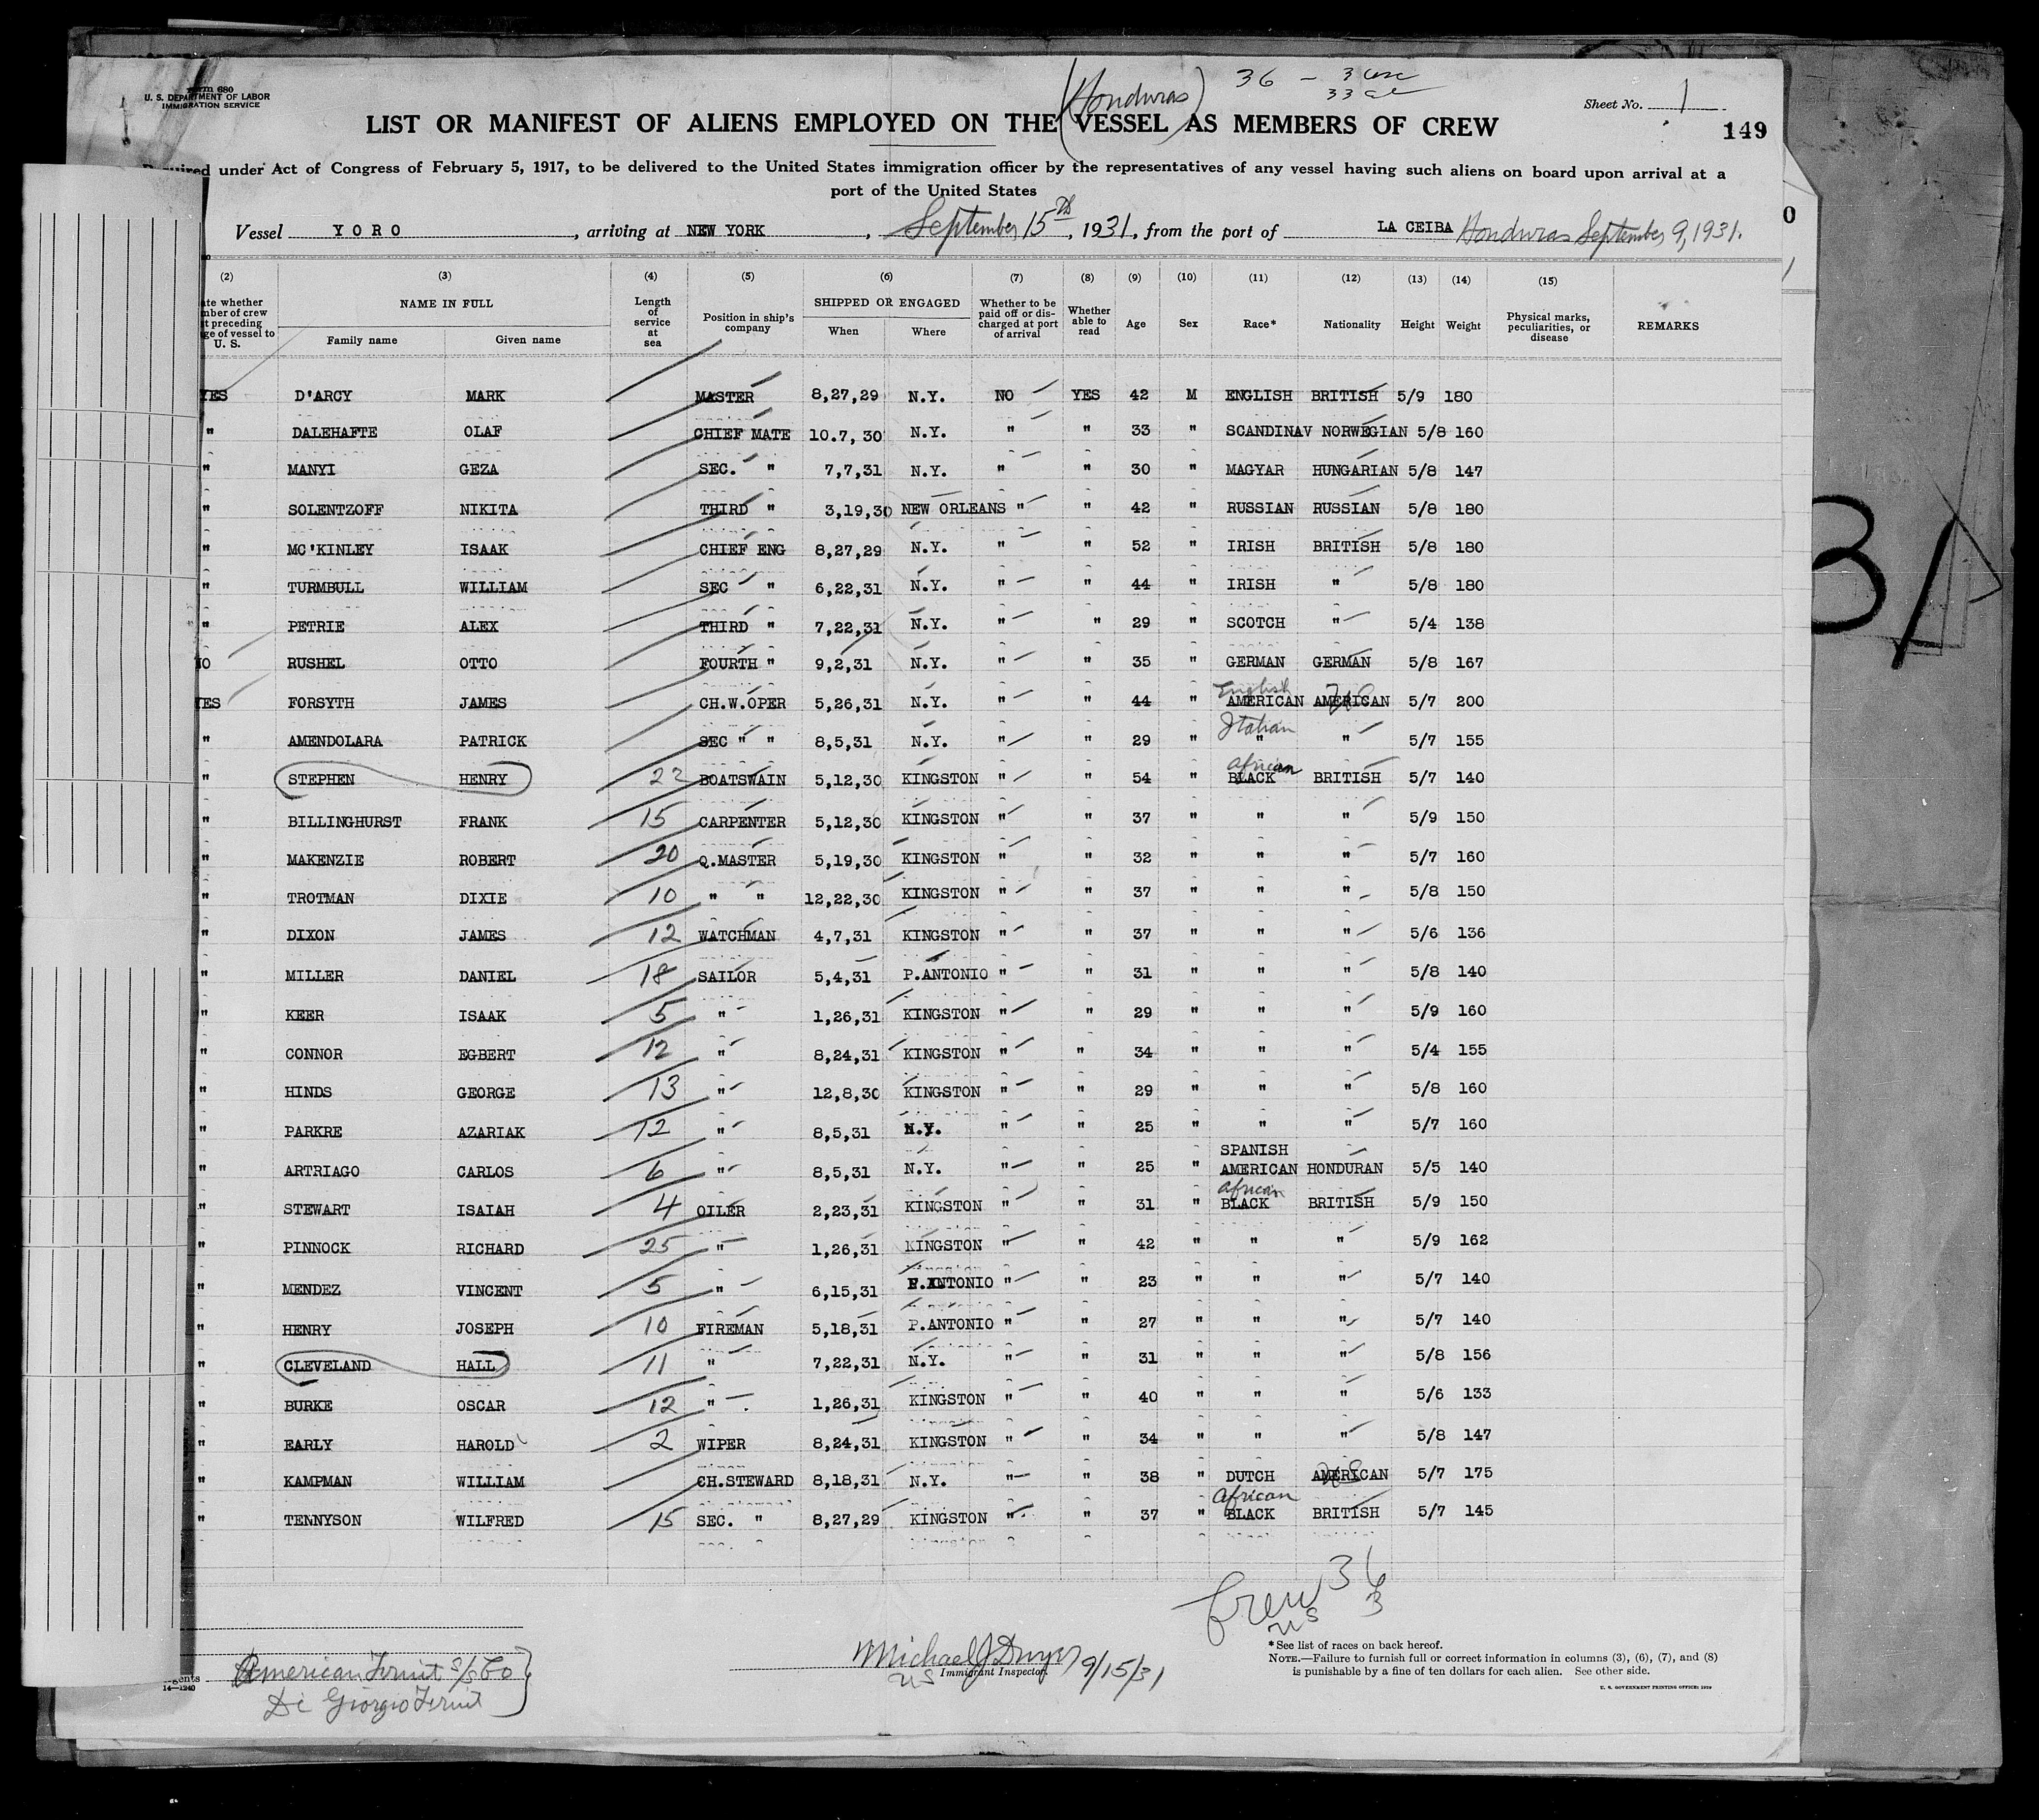 Form 680
U. S. DEPARTMENT OF LABOR
IMMIGRATION SERVICE
(Honduras)
36 — 3
33
Sheet No. 1
LIST OR MANIFEST OF ALIENS EMPLOYED ON THE VESSEL AS MEMBERS OF CREW
149
Required under Act of Congress of February 5, 1917, to be delivered to the United States immigration officer by the representatives of any vessel having such aliens on board upon arrival at a
port of the United States
Vessel YORO, arriving at NEW YORK, September 15th, 1931, from the port of LA CEIBA Honduras September 9, 1931.
(2) (3) (4) (5) (6) (7) (8) (9) (10) (11) (12) (13) (14) (15)
ate whether
mber of crew
t preceding
ge of vessel to
U. S.
NAME IN FULL
Family name Given name
Length
of
service
at
sea
Position in ship's
company
SHIPPED OR ENGAGED
When Where
Whether to be
paid off or dis-
charged at port
of arrival
Whether
able to
read
Age Sex Race* Nationality Height Weight
Physical marks,
peculiarities, or
disease
REMARKS
YES D'ARCY MARK MASTER 8,27,29 N.Y. NO YES 42 M ENGLISH BRITISH 5/9 180
" DALEHAFTE OLAF CHIEF MATE 10.7, 30 N.Y. " " 33 " SCANDINAV NORWEGIAN 5/8 160
" MANYI GEZA SEC. " 7,7,31 N.Y. " " 30 " MAGYAR HUNGARIAN 5/8 147
" SOLENTZOFF NIKITA THIRD " 3,19,30 NEW ORLEANS " " 42 " RUSSIAN RUSSIAN 5/8 180
" MC'KINLEY ISAAK CHIEF ENG 8,27,29 N.Y. " " 52 " IRISH BRITISH 5/8 180
" TURMBULL WILLIAM SEC " 6,22,31 N.Y. " " 44 " IRISH " 5/8 180
" PETRIE ALEX THIRD " 7,22,31 N.Y. " " 29 " SCOTCH " 5/4 138
NO RUSHEL OTTO FOURTH " 9,2,31 N.Y. " " 35 " GERMAN GERMAN 5/8 167
English
YES FORSYTH JAMES CH.W.OPER 5,26,31 N.Y. " " 44 " AMERICAN AMERICAN 5/7 200
Italian
" AMENDOLARA PATRICK SEC " " 8,5,31 N.Y. " " 29 " " " 5/7 155
African
" STEPHEN HENRY 22 BOATSWAIN 5,12,30 KINGSTON " " 54 " BLACK BRITISH 5/7 140
" BILLINGHURST FRANK 15 CARPENTER 5,12,30 KINGSTON " " 37 " " " 5/9 150
" MAKENZIE ROBERT 20 Q.MASTER 5,19,30 KINGSTON " " 32 " " " 5/7 160
" TROTMAN DIXIE 10 " " 12,22,30 KINGSTON " " 37 " " " 5/8 150
" DIXON JAMES 12 WATCHMAN 4,7,31 KINGSTON " " 37 " " " 5/6 136
" MILLER DANIEL 18 SAILOR 5,4,31 P.ANTONIO " " 31 " " " 5/8 140
" KEER ISAAK 5 " 1,26,31 KINGSTON " " 29 " " " 5/9 160
" CONNOR EGBERT 12 " 8,24,31 KINGSTON " " 34 " " " 5/4 155
" HINDS GEORGE 13 " 12,8,30 KINGSTON " " 29 " " " 5/8 160
" PARKRE AZARIAK 12 " 8,5,31 N.Y. " " 25 " " " 5/7 160
SPANISH
" ARTRIAGO CARLOS 6 " 8,5,31 N.Y. " " 25 " AMERICAN HONDURAN 5/5 140
African
" STEWART ISAIAH 4 OILER 2,23,31 KINGSTON " " 31 " BLACK BRITISH 5/9 150
" PINNOCK RICHARD 25 " 1,26,31 KINGSTON " " 42 " " " 5/9 162
" MENDEZ VINCENT 5 " 6,15,31 P.ANTONIO " " 23 " " " 5/7 140
" HENRY JOSEPH 10 FIREMAN 5,18,31 P.ANTONIO " " 27 " " " 5/7 140
" CLEVELAND HALL 11 " 7,22,31 N.Y. " " 31 " " " 5/8 156
" BURKE OSCAR 12 " 1,26,31 KINGSTON " " 40 " " " 5/6 133
" EARLY HAROLD 2 WIPER 8,24,31 KINGSTON " " 34 " " " 5/8 147
" KAMPMAN WILLIAM CH.STEWARD 8,18,31 N.Y. " " 38 " DUTCH AMERICAN 5/7 175
African
" TENNYSON WILFRED 15 SEC. " 8,27,29 KINGSTON " " 37 " BLACK BRITISH 5/7 145
Crew 36
US 3
American Fruit S/S Co
Di Giorgio Fruit
Michael J Dwyer 9/15/31
US Immigrant Inspector.
*See list of races on back hereof.
NOTE.—Failure to furnish full or correct information in columns (3), (6), (7), and (8)
is punishable by a fine of ten dollars for each alien. See other side.
14—1240
U. S. GOVERNMENT PRINTING OFFICE: 1929